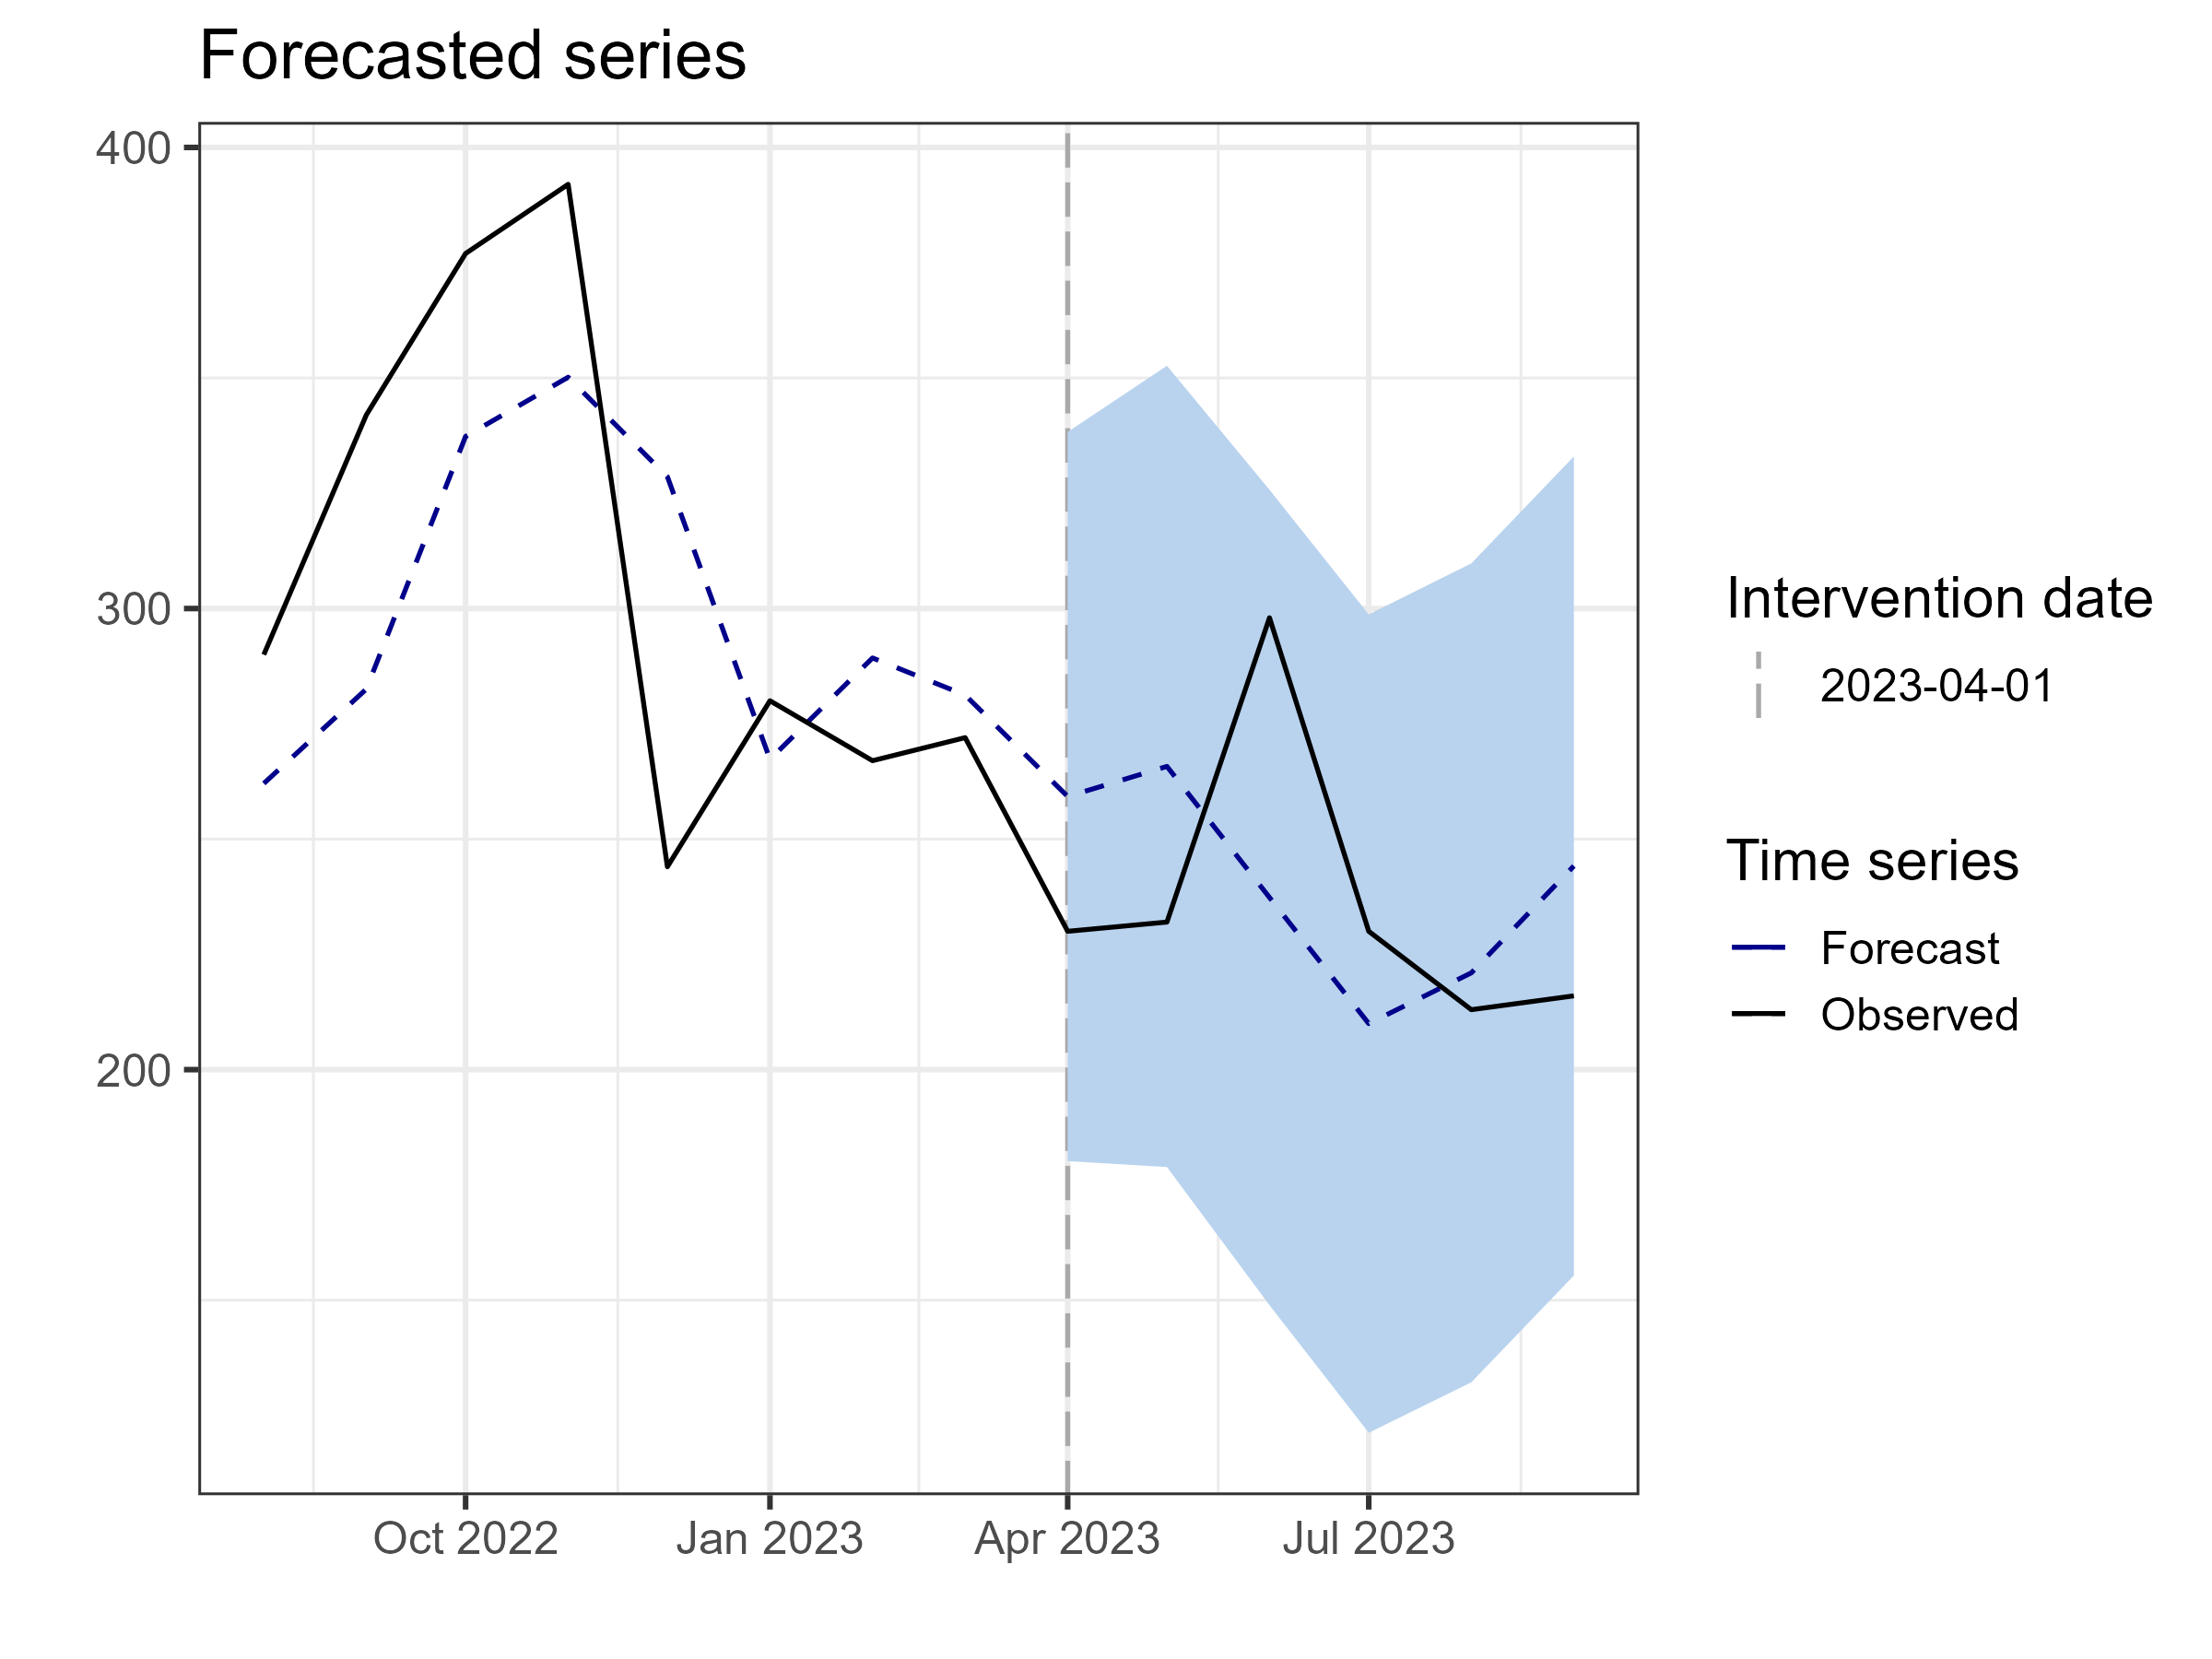 Forecasted series
400
300
200
Oct 2022
Jan 2023
Apr 2023
Jul 2023
Intervention date
2023-04-01
Time series
Forecast
Observed